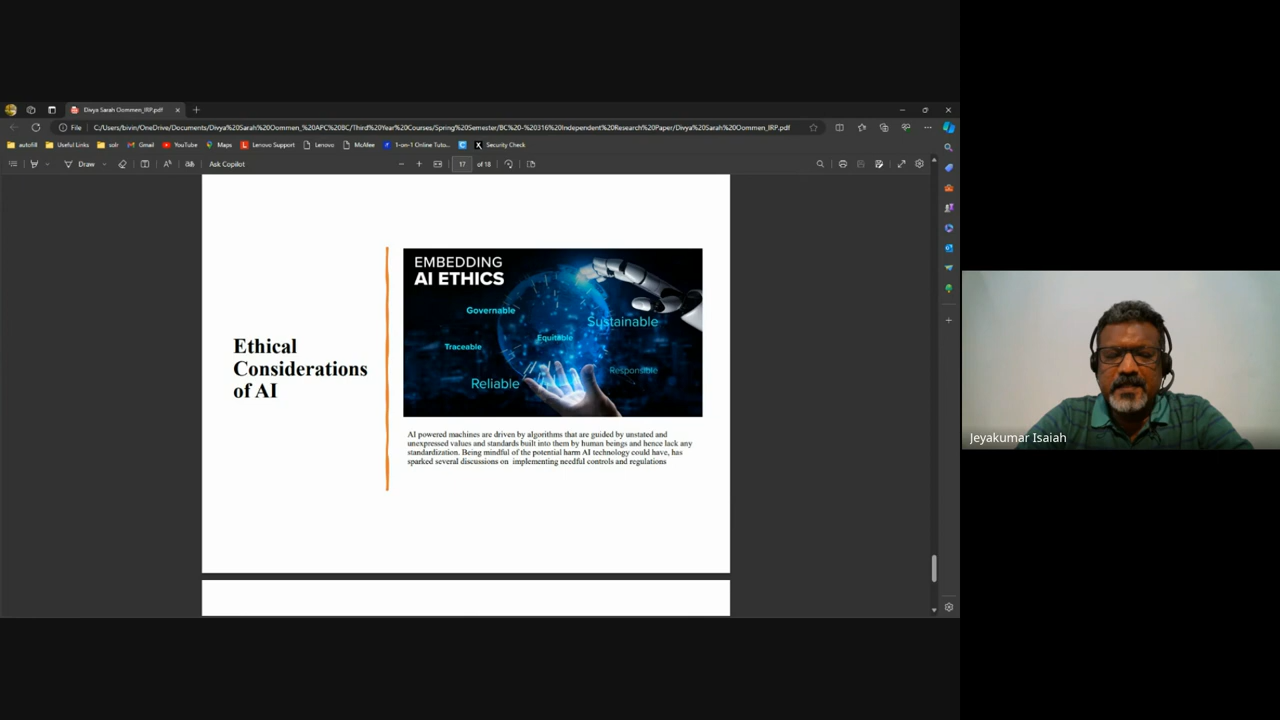 Divya Sarah Oommen_IRP.pdf
File
C:/Users/bivin/OneDrive/Documents/Divya%20Sarah%20Oommen_%20APC%20BC/Third%20Year%20Courses/Spring%20Semester/BC%20-%20316%20Independent%20Research%20Paper/Divya%20Sarah%20Oommen_IRP.pdf
autofill
Useful Links
solr
Gmail
YouTube
Maps
Lenovo Support
Lenovo
McAfee
1-on-1 Online Tuto...
Security Check
Draw
Ask Copilot
17
of 18
EMBEDDING
AI ETHICS
Governable
Sustainable
Equitable
Traceable
Responsible
Reliable
Ethical
Considerations
of AI
AI powered machines are driven by algorithms that are guided by unstated and
unexpressed values and standards built into them by human beings and hence lack any
standardization. Being mindful of the potential harm AI technology could have, has
sparked several discussions on implementing needful controls and regulations
Jeyakumar Isaiah